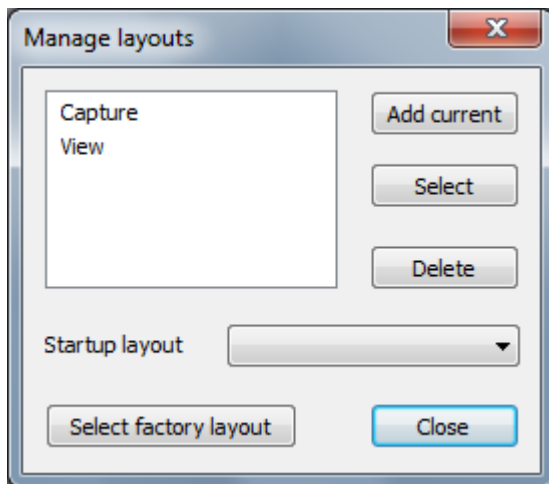 Manage layouts
Capture
View
Add current
Select
Delete
Startup layout
Select factory layout
Close